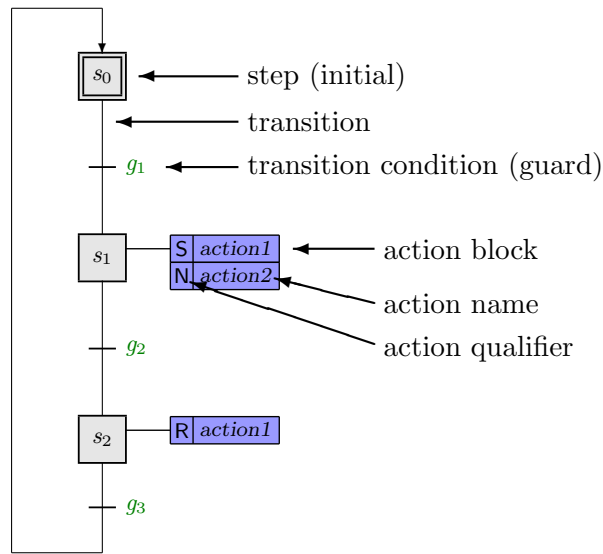 s₀ step (initial)
transition
g₁ transition condition (guard)
s₁ S action1 action block
N action2
action name
action qualifier
g₂
s₂ R action1
g₃